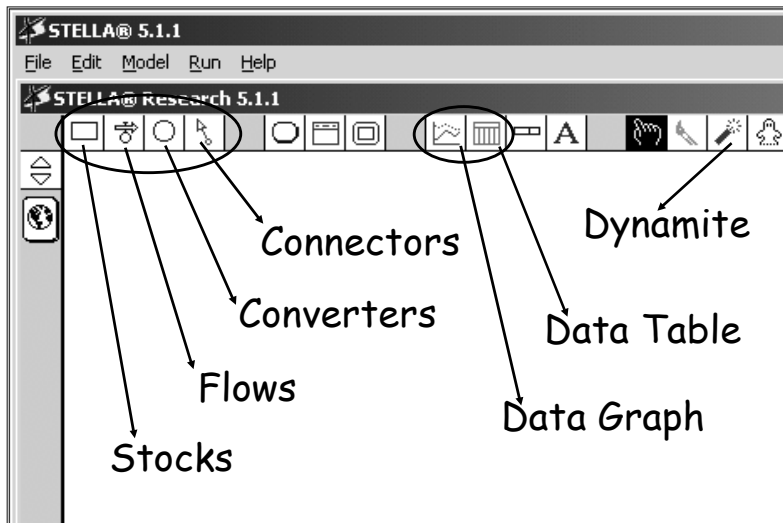 STELLA® 5.1.1
File Edit Model Run Help
STELLA® Research 5.1.1
A
Connectors
Dynamite
Converters
Data Table
Flows
Data Graph
Stocks